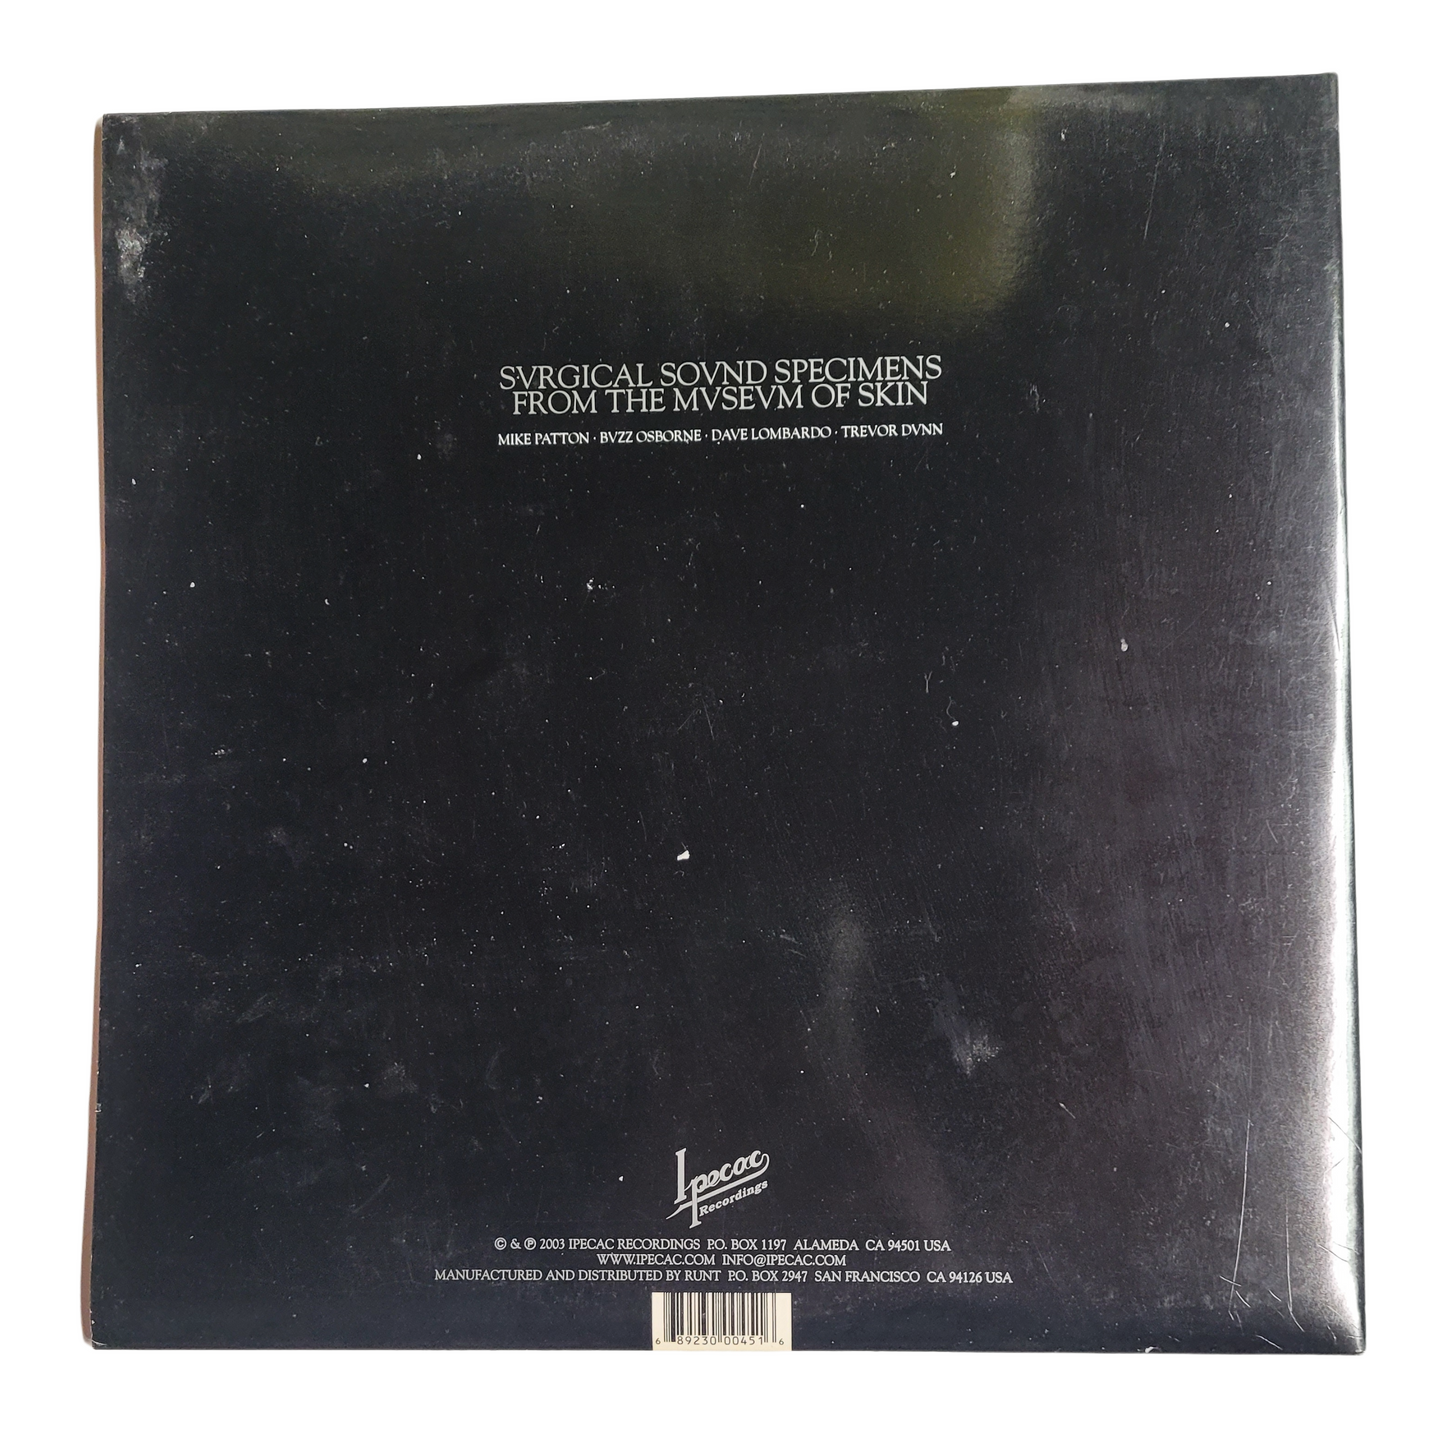 SVRGICAL SOVND SPECIMENS
FROM THE MVSEVM OF SKIN
MIKE PATTON · BVZZ OSBORNE · DAVE LOMBARDO · TREVOR DVNN
Ipecac
Recordings
© & ℗ 2003 IPECAC RECORDINGS P.O. BOX 1197 ALAMEDA CA 94501 USA
WWW.IPECAC.COM INFO@IPECAC.COM
MANUFACTURED AND DISTRIBUTED BY RUNT P.O. BOX 2947 SAN FRANCISCO CA 94126 USA
6 89230 00451 6